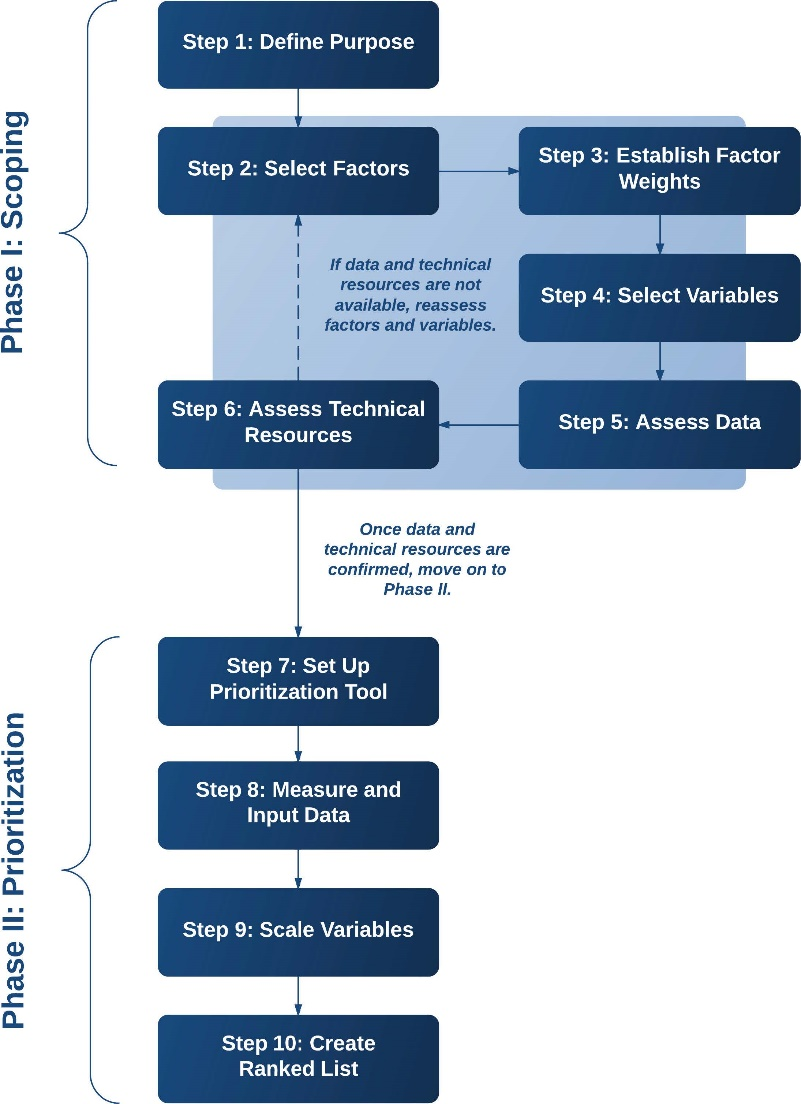 Phase I: Scoping
Step 1: Define Purpose
Step 2: Select Factors
Step 3: Establish Factor
Weights
If data and technical
resources are not
available, reassess
factors and variables.
Step 4: Select Variables
Step 6: Assess Technical
Resources
Step 5: Assess Data
Once data and
technical resources are
confirmed, move on to
Phase II.
Phase II: Prioritization
Step 7: Set Up
Prioritization Tool
Step 8: Measure and
Input Data
Step 9: Scale Variables
Step 10: Create
Ranked List